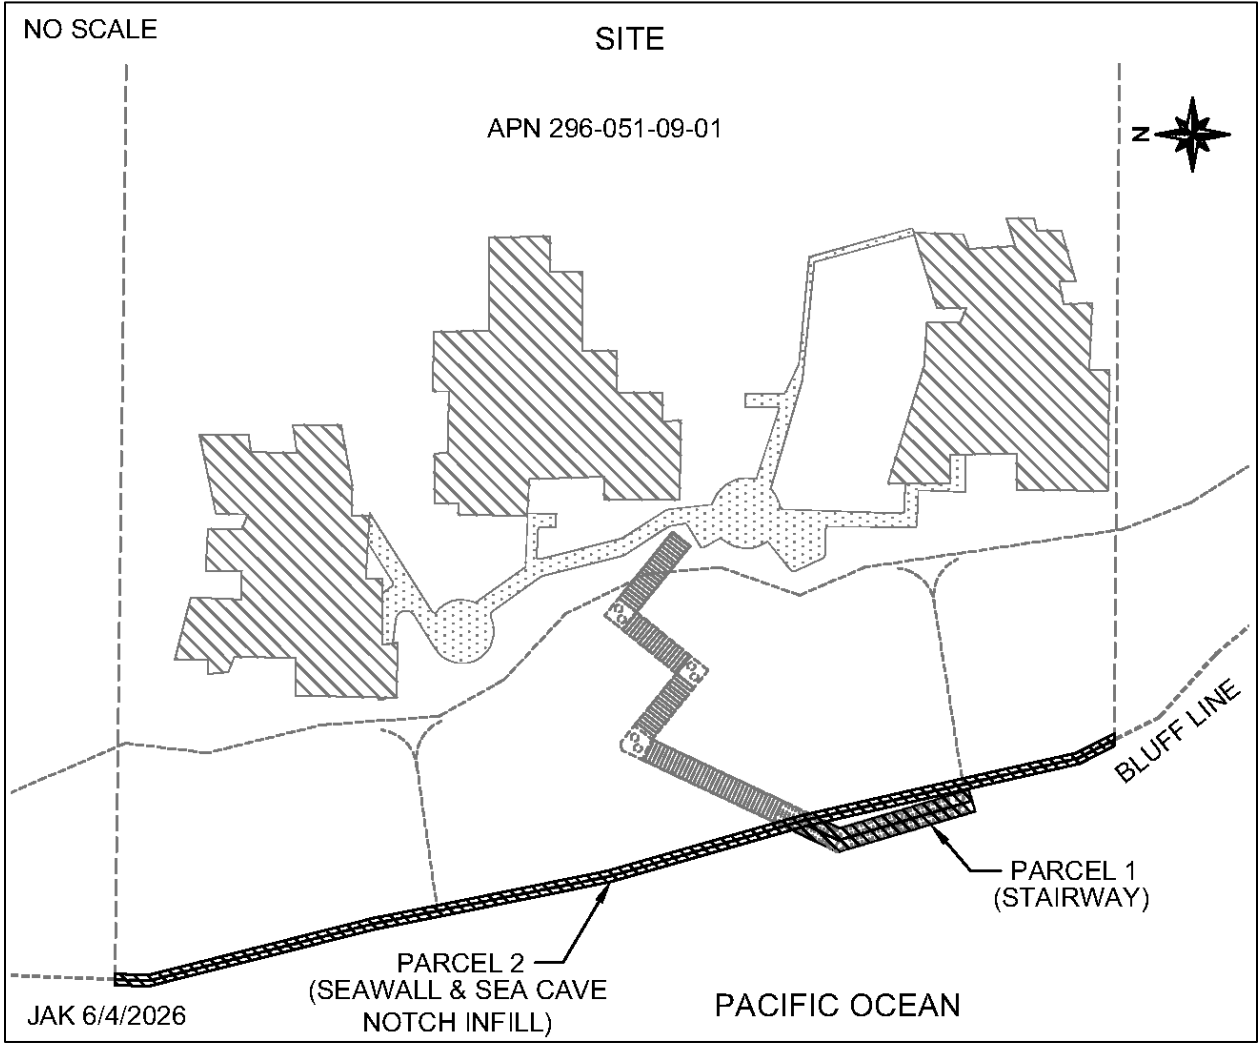 NO SCALE
SITE
APN 296-051-09-01
N
BLUFF LINE
PARCEL 1
(STAIRWAY)
PARCEL 2
(SEAWALL & SEA CAVE
NOTCH INFILL)
PACIFIC OCEAN
JAK 6/4/2026